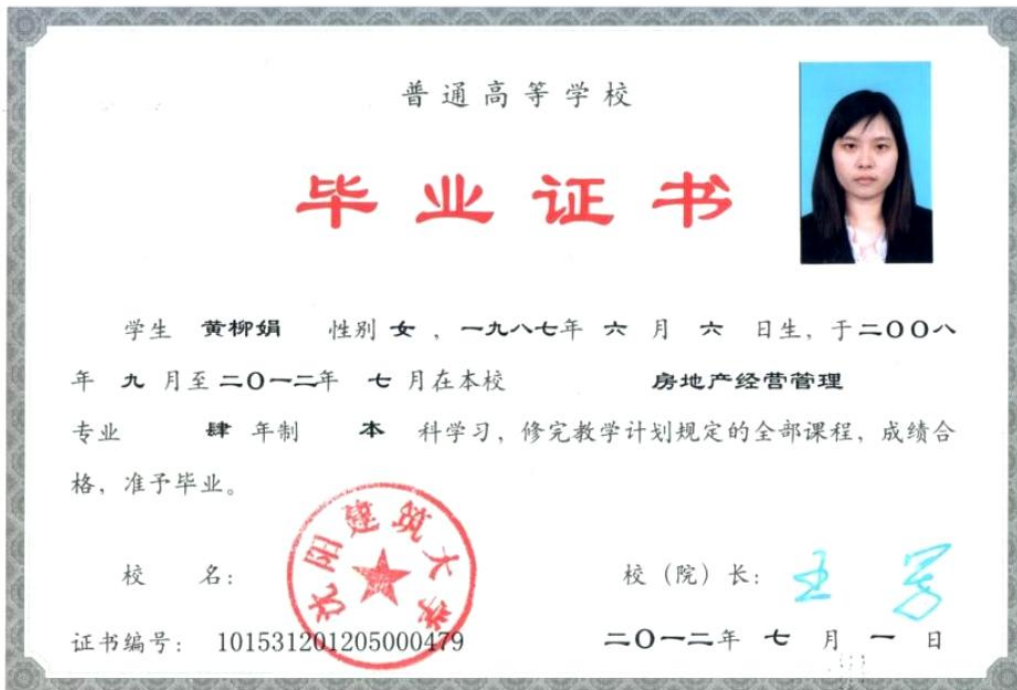 普通高等学校
毕业证书
学生 黄柳娟 性别 女 ，一九八七年 六 月 六 日生，于二〇〇八
年 九 月至二〇一二年 七 月在本校 房地产经营管理
专业 肆 年制 本 科学习，修完教学计划规定的全部课程，成绩合
格，准予毕业。
沈阳建筑大学
校 名： 校（院）长：
证书编号： 101531201205000479 二〇一二年 七 月 一 日